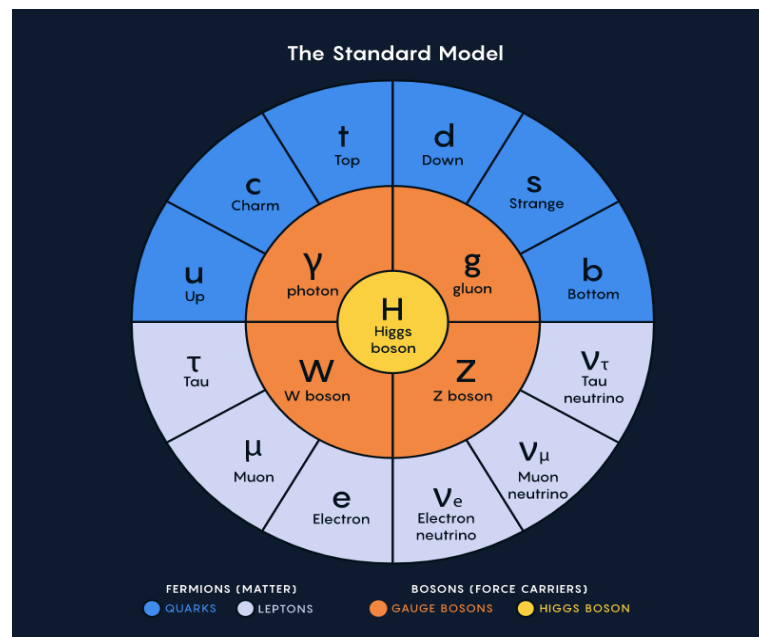 The Standard Model
t
Top
d
Down
c
Charm
s
Strange
u
Up
γ
photon
g
gluon
b
Bottom
H
Higgs
boson
τ
Tau
W
W boson
Z
Z boson
ντ
Tau
neutrino
μ
Muon
νμ
Muon
neutrino
e
Electron
νe
Electron
neutrino
FERMIONS (MATTER)
QUARKS
LEPTONS
BOSONS (FORCE CARRIERS)
GAUGE BOSONS
HIGGS BOSON